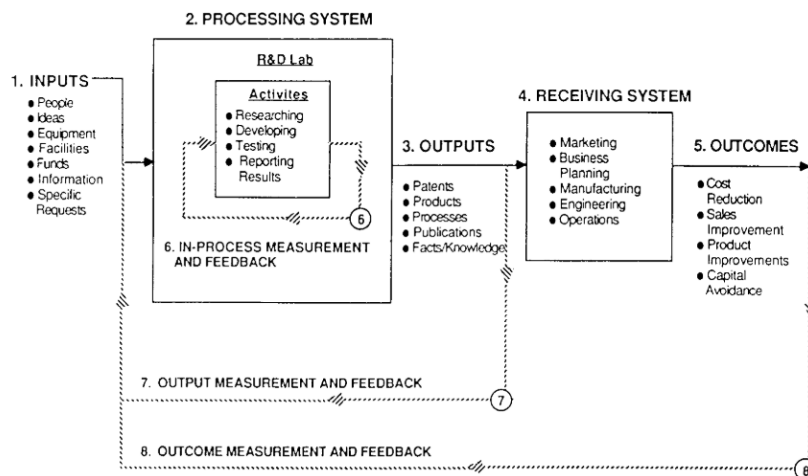 2. PROCESSING SYSTEM
R&D Lab
1. INPUTS
● People
● Ideas
● Equipment
● Facilities
● Funds
● Information
● Specific
Requests
Activites
● Researching
● Developing
● Testing
● Reporting
Results
6
6. IN-PROCESS MEASUREMENT
AND FEEDBACK
3. OUTPUTS
● Patents
● Products
● Processes
● Publications
● Facts/Knowledge
4. RECEIVING SYSTEM
● Marketing
● Business
Planning
● Manufacturing
● Engineering
● Operations
5. OUTCOMES
● Cost
Reduction
● Sales
Improvement
● Product
Improvements
● Capital
Avoidance
7. OUTPUT MEASUREMENT AND FEEDBACK
7
8. OUTCOME MEASUREMENT AND FEEDBACK
8